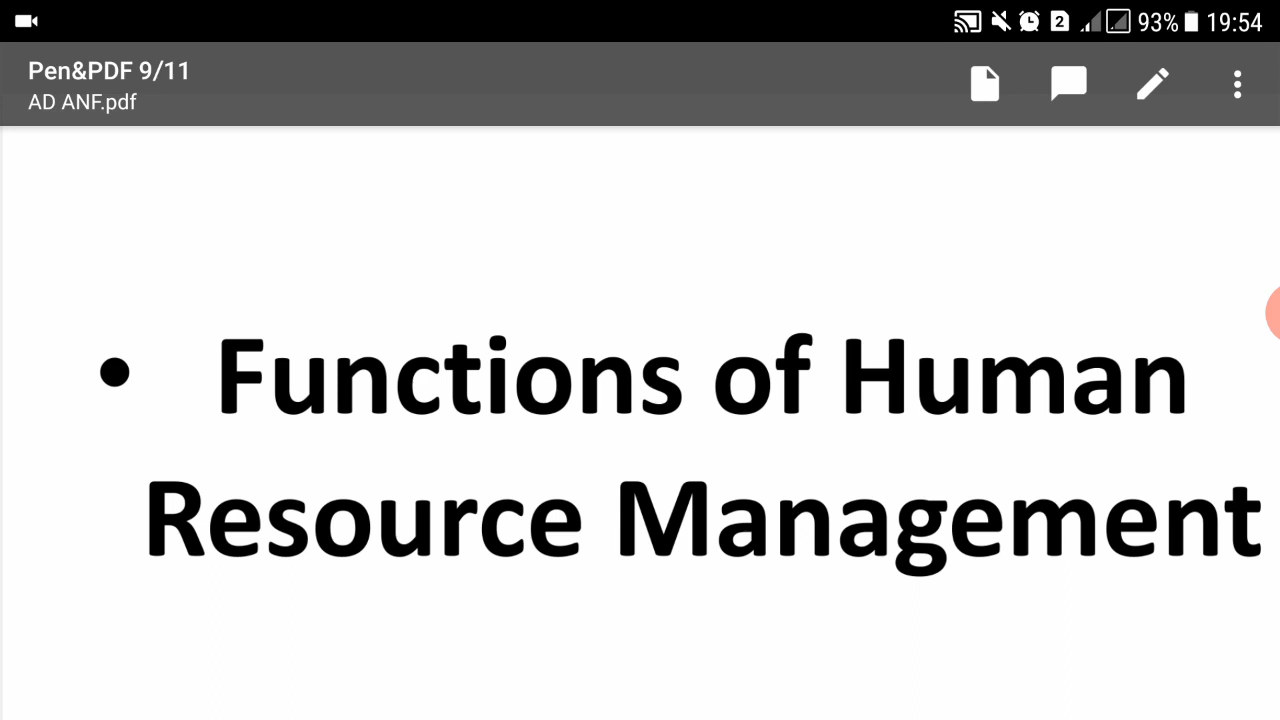 2 93% 19:54
Pen&PDF 9/11
AD ANF.pdf
• Functions of Human
Resource Management